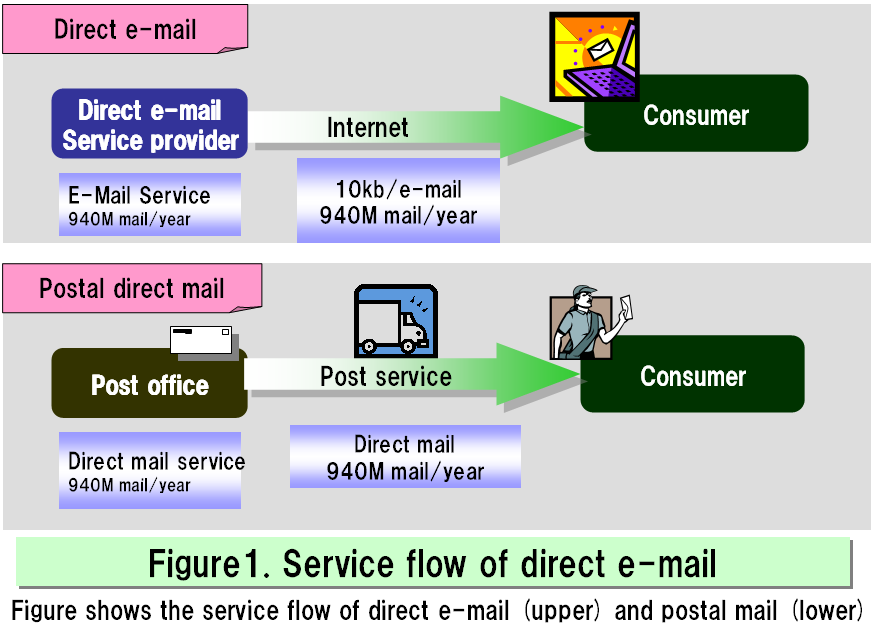 Direct e-mail
Direct e-mail
Service provider
Internet
Consumer
E-Mail Service
940M mail/year
10kb/e-mail
940M mail/year
Postal direct mail
Post office
Post service
Consumer
Direct mail service
940M mail/year
Direct mail
940M mail/year
Figure1. Service flow of direct e-mail
Figure shows the service flow of direct e-mail (upper) and postal mail (lower)